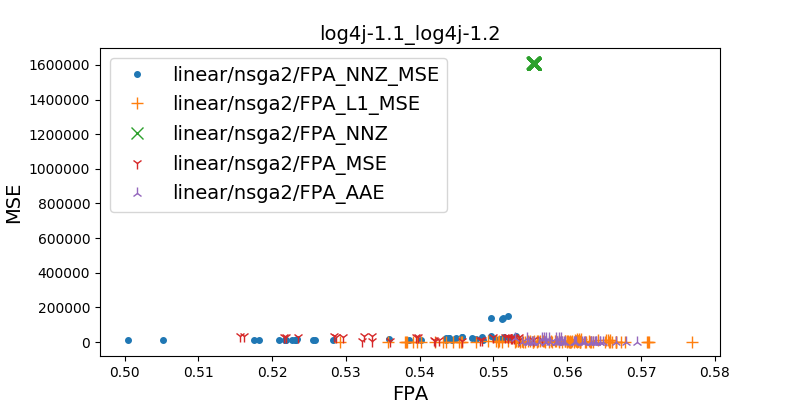 log4j-1.1_log4j-1.2
1600000
1400000
1200000
1000000
800000
600000
400000
200000
0
MSE
linear/nsga2/FPA_NNZ_MSE
linear/nsga2/FPA_L1_MSE
linear/nsga2/FPA_NNZ
linear/nsga2/FPA_MSE
linear/nsga2/FPA_AAE
0.50 0.51 0.52 0.53 0.54 0.55 0.56 0.57 0.58
FPA